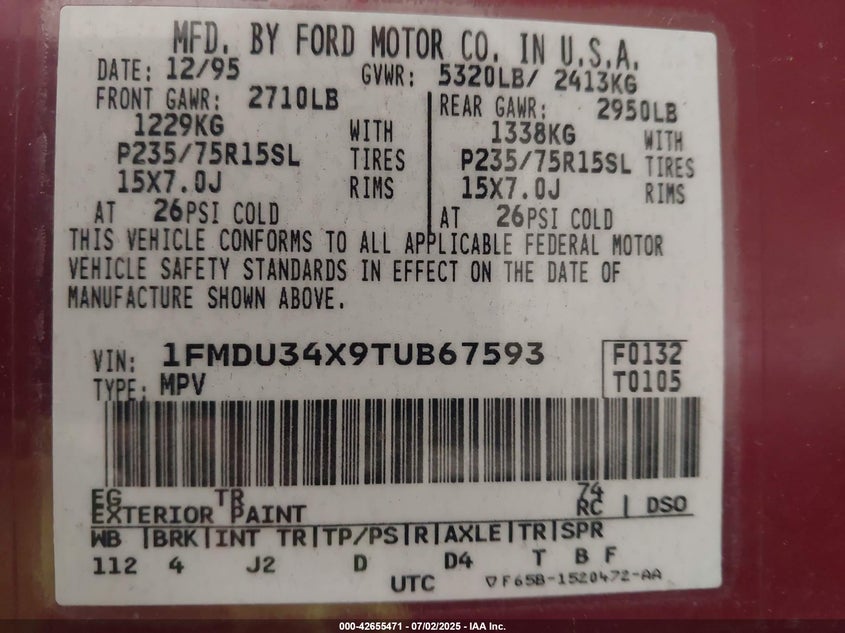 MFD. BY FORD MOTOR CO. IN U.S.A.
DATE: 12/95 GVWR: 5320LB/ 2413KG
FRONT GAWR: 2710LB REAR GAWR: 2950LB
1229KG WITH 1338KG WITH
P235/75R15SL TIRES P235/75R15SL TIRES
15X7.0J RIMS 15X7.0J RIMS
AT 26PSI COLD AT 26PSI COLD
THIS VEHICLE CONFORMS TO ALL APPLICABLE FEDERAL MOTOR
VEHICLE SAFETY STANDARDS IN EFFECT ON THE DATE OF
MANUFACTURE SHOWN ABOVE.
VIN: 1FMDU34X9TUB67593 F0132
TYPE: MPV T0105
EG TR 74
EXTERIOR PAINT RC | DSO
WB |BRK|INT TR|TP/PS|R|AXLE|TR|SPR
112 4 J2 D D4 T B F
UTC ▽F65B-1520472-AA
000-42655471 - 07/02/2025 - IAA Inc.